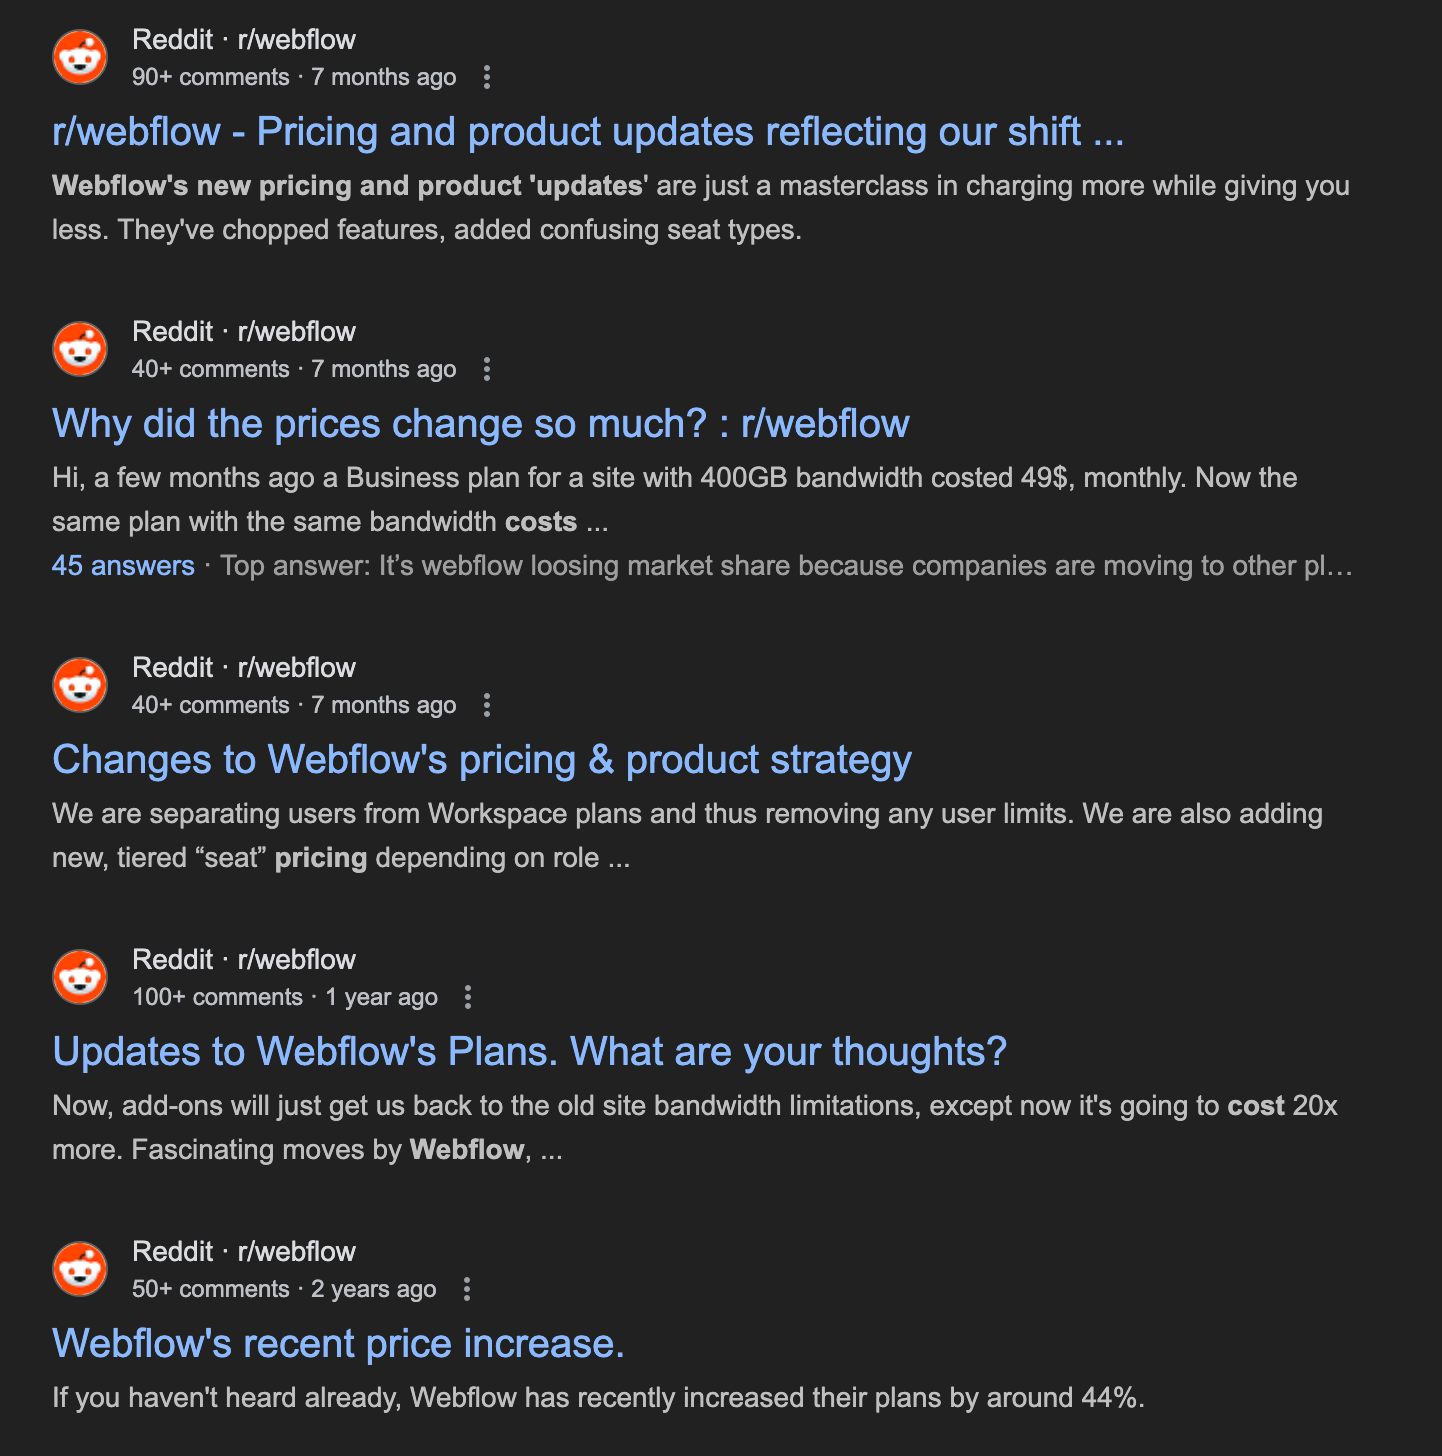 Reddit · r/webflow
90+ comments · 7 months ago
r/webflow - Pricing and product updates reflecting our shift ...
Webflow's new pricing and product 'updates' are just a masterclass in charging more while giving you
less. They've chopped features, added confusing seat types.
Reddit · r/webflow
40+ comments · 7 months ago
Why did the prices change so much? : r/webflow
Hi, a few months ago a Business plan for a site with 400GB bandwidth costed 49$, monthly. Now the
same plan with the same bandwidth costs ...
45 answers · Top answer: It’s webflow loosing market share because companies are moving to other pl…
Reddit · r/webflow
40+ comments · 7 months ago
Changes to Webflow's pricing & product strategy
We are separating users from Workspace plans and thus removing any user limits. We are also adding
new, tiered “seat” pricing depending on role ...
Reddit · r/webflow
100+ comments · 1 year ago
Updates to Webflow's Plans. What are your thoughts?
Now, add-ons will just get us back to the old site bandwidth limitations, except now it's going to cost 20x
more. Fascinating moves by Webflow, ...
Reddit · r/webflow
50+ comments · 2 years ago
Webflow's recent price increase.
If you haven't heard already, Webflow has recently increased their plans by around 44%.